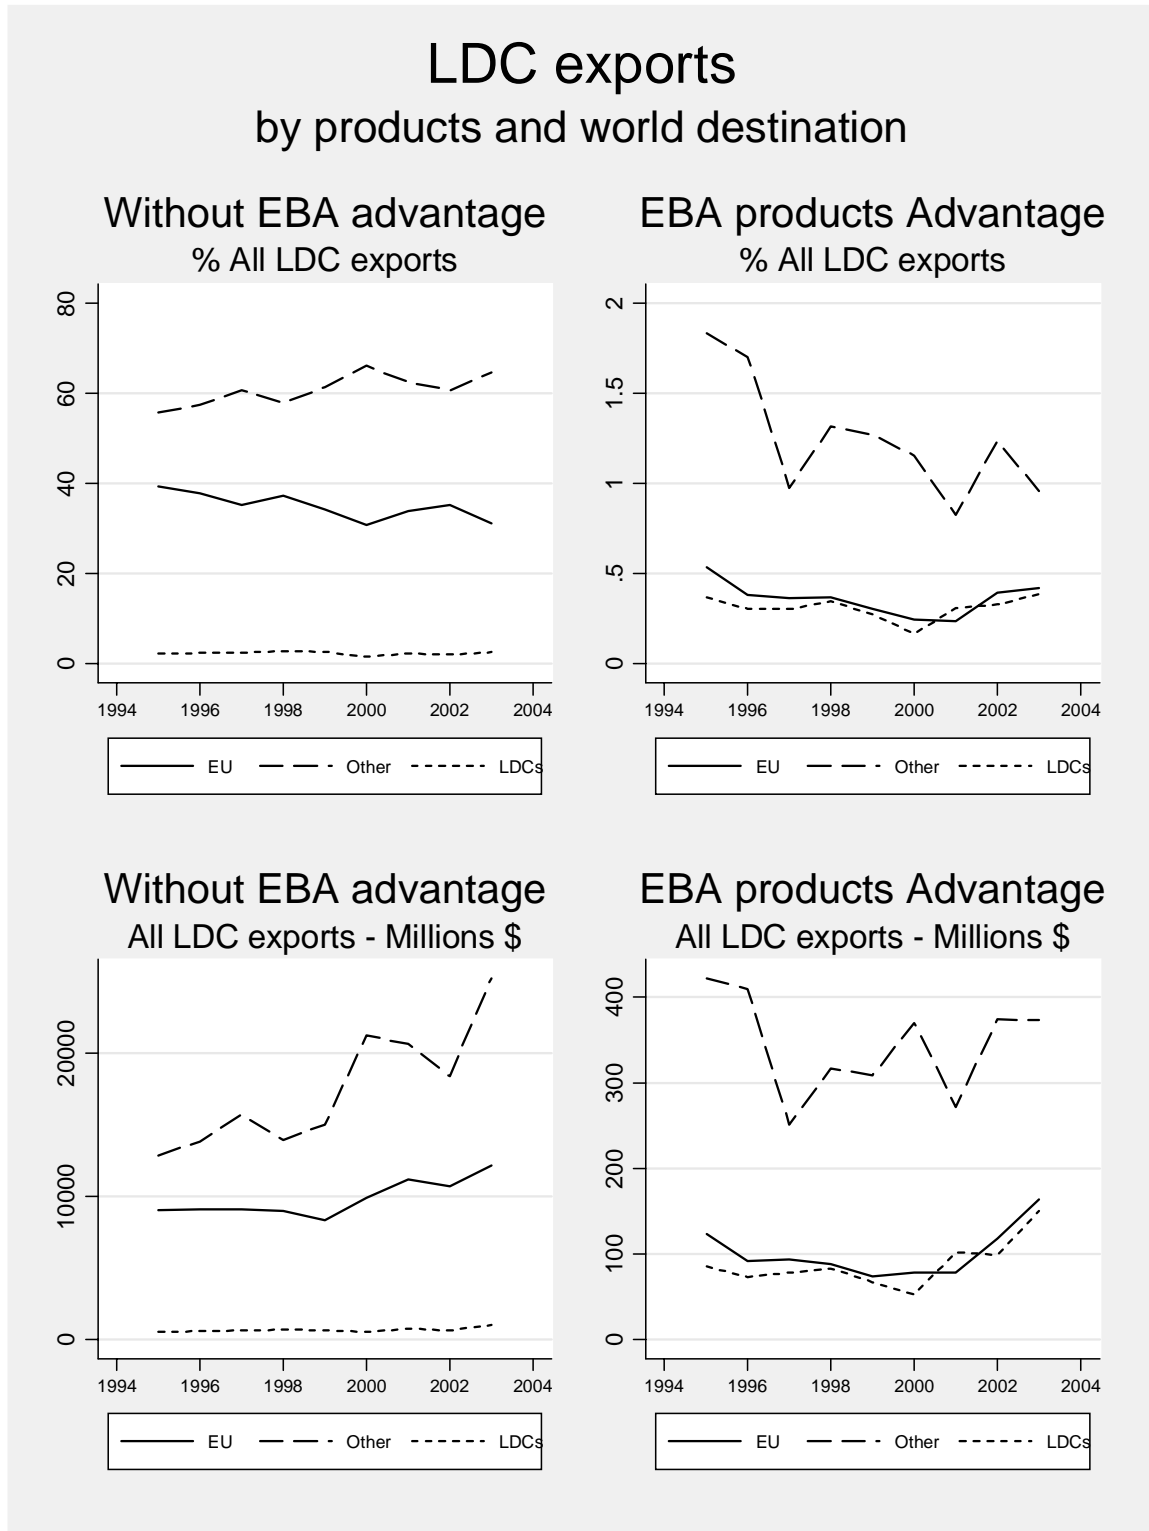 LDC exports
by products and world destination
Without EBA advantage
% All LDC exports
80
60
40
20
0
1994 1996 1998 2000 2002 2004
EU Other LDCs
EBA products Advantage
% All LDC exports
2
1.5
1
.5
0
1994 1996 1998 2000 2002 2004
EU Other LDCs
Without EBA advantage
All LDC exports - Millions $
20000
10000
0
1994 1996 1998 2000 2002 2004
EU Other LDCs
EBA products Advantage
All LDC exports - Millions $
400
300
200
100
0
1994 1996 1998 2000 2002 2004
EU Other LDCs